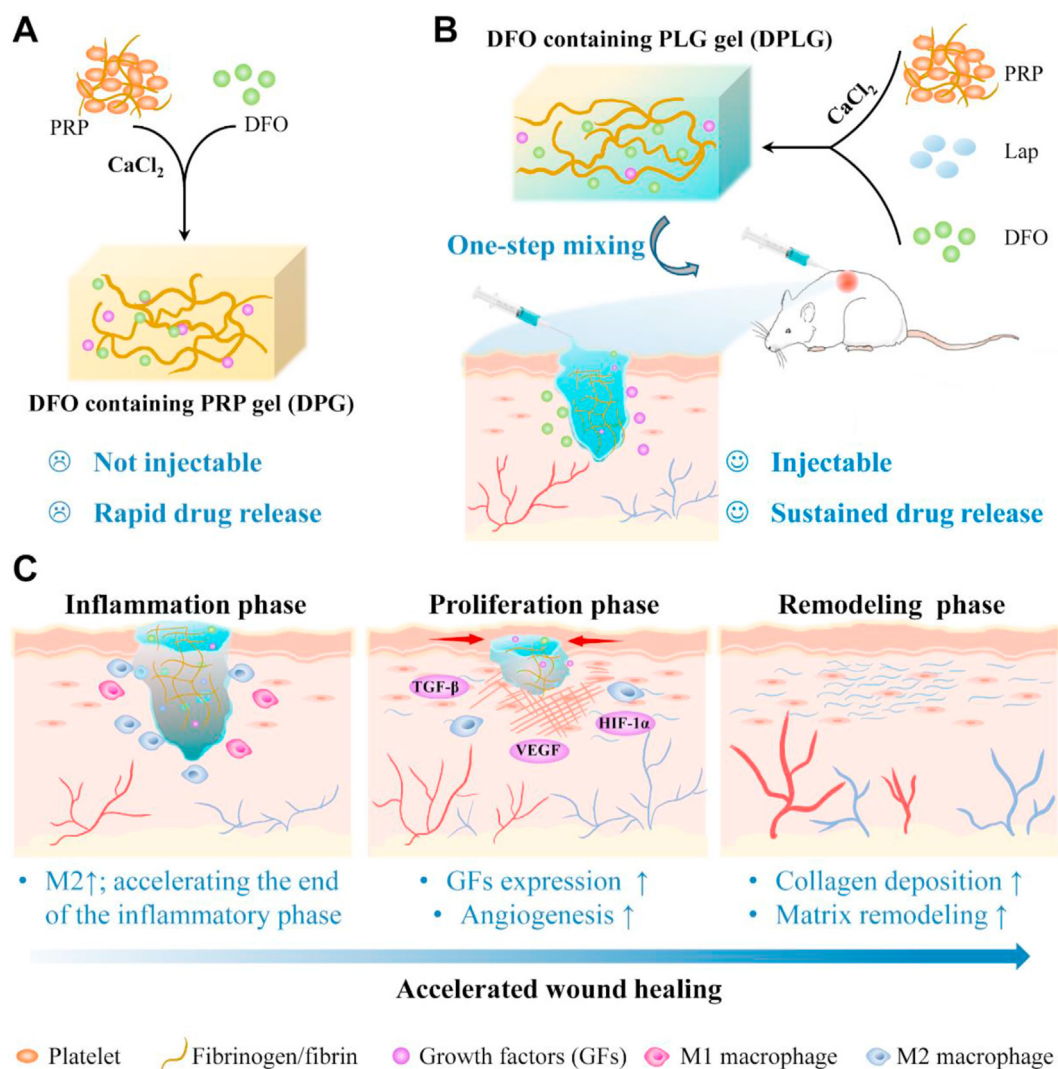 A
PRP
DFO
CaCl2
DFO containing PRP gel (DPG)
Not injectable
Rapid drug release
B
DFO containing PLG gel (DPLG)
CaCl2
PRP
Lap
DFO
One-step mixing
Injectable
Sustained drug release
C
Inflammation phase
Proliferation phase
Remodeling phase
TGF-β
HIF-1α
VEGF
• M2↑; accelerating the end
of the inflammatory phase
• GFs expression ↑
• Angiogenesis ↑
• Collagen deposition ↑
• Matrix remodeling ↑
Accelerated wound healing
Platelet
Fibrinogen/fibrin
Growth factors (GFs)
M1 macrophage
M2 macrophage